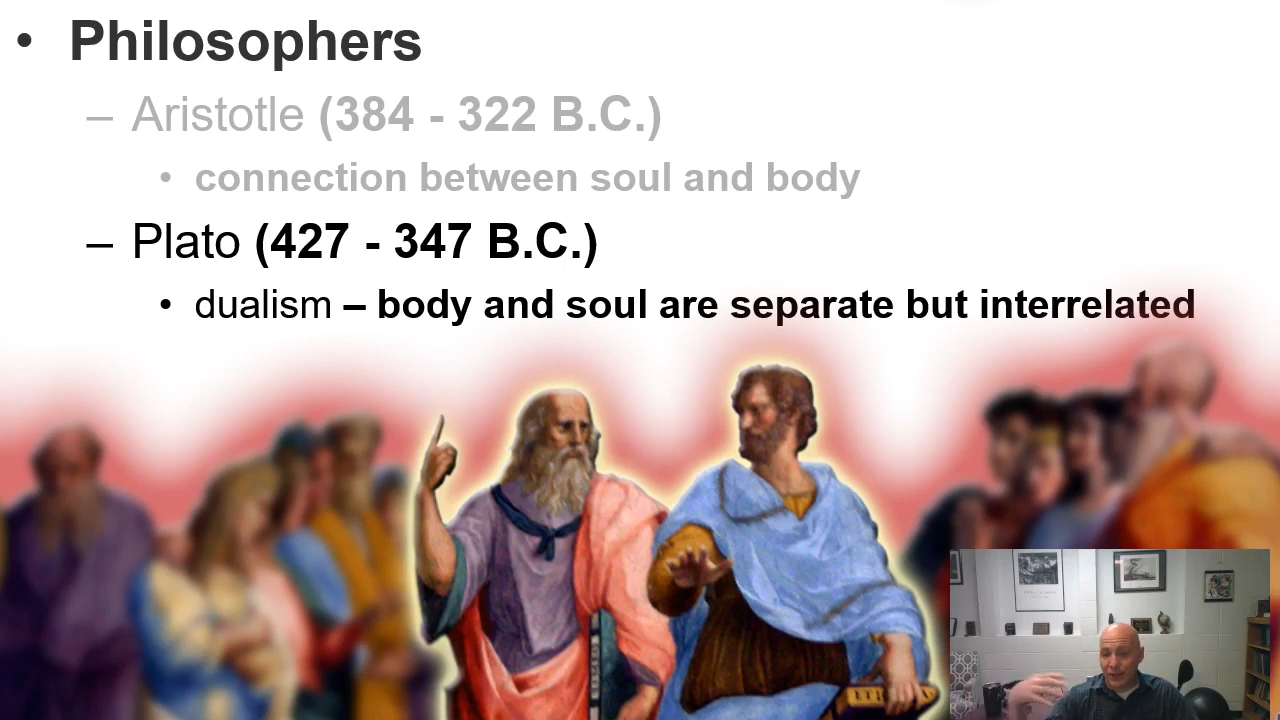 • Philosophers
– Aristotle (384 - 322 B.C.)
• connection between soul and body
– Plato (427 - 347 B.C.)
• dualism – body and soul are separate but interrelated